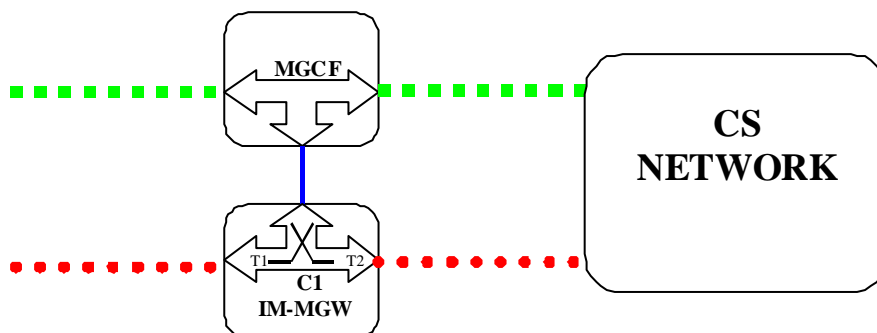 MGCF
CS
NETWORK
T1 T2
C1
IM-MGW